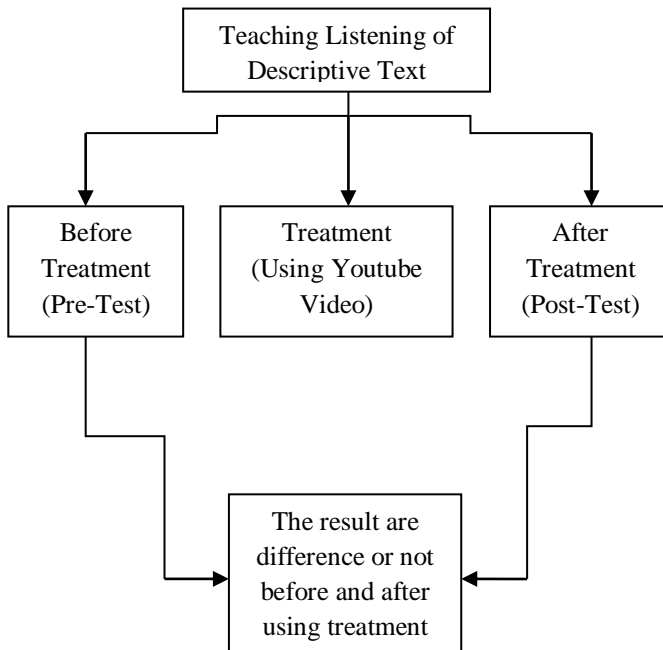 Teaching Listening of
Descriptive Text
Before
Treatment
(Pre-Test)
Treatment
(Using Youtube
Video)
After
Treatment
(Post-Test)
The result are
difference or not
before and after
using treatment